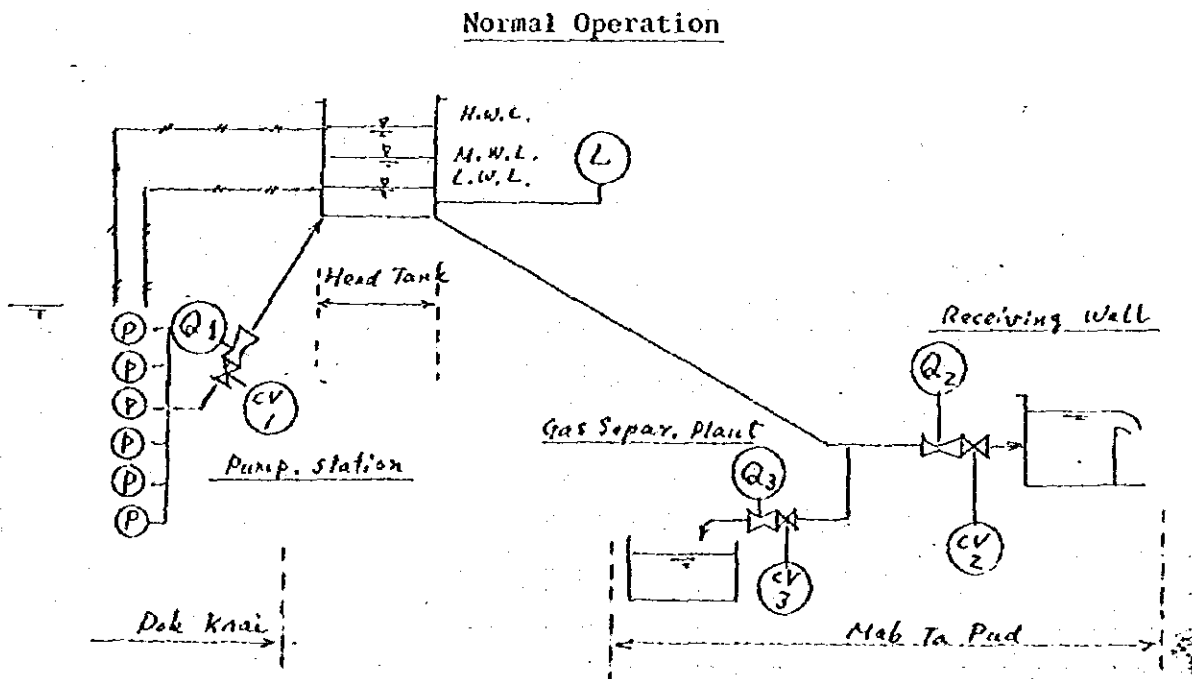 Normal Operation
H.W.L.
M.W.L.
L.W.L.
L
Head Tank
P
P
P
P
P
P
Q1
CV
1
Pump. station
Receiving Well
Q2
Gas Separ. Plant
Q3
CV
2
CV
3
Dok Krai
Mab Ta Pud